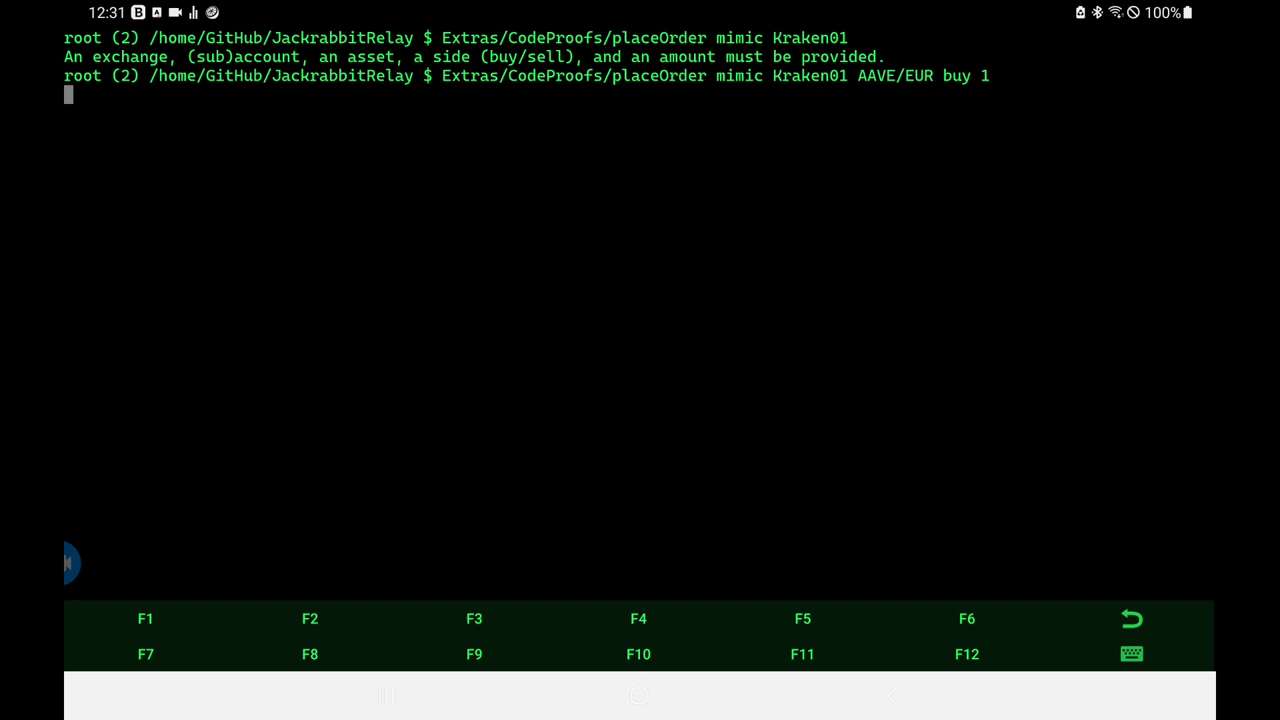 12:31 B A 100%
root (2) /home/GitHub/JackrabbitRelay $ Extras/CodeProofs/placeOrder mimic Kraken01
An exchange, (sub)account, an asset, a side (buy/sell), and an amount must be provided.
root (2) /home/GitHub/JackrabbitRelay $ Extras/CodeProofs/placeOrder mimic Kraken01 AAVE/EUR buy 1
F1 F2 F3 F4 F5 F6
F7 F8 F9 F10 F11 F12